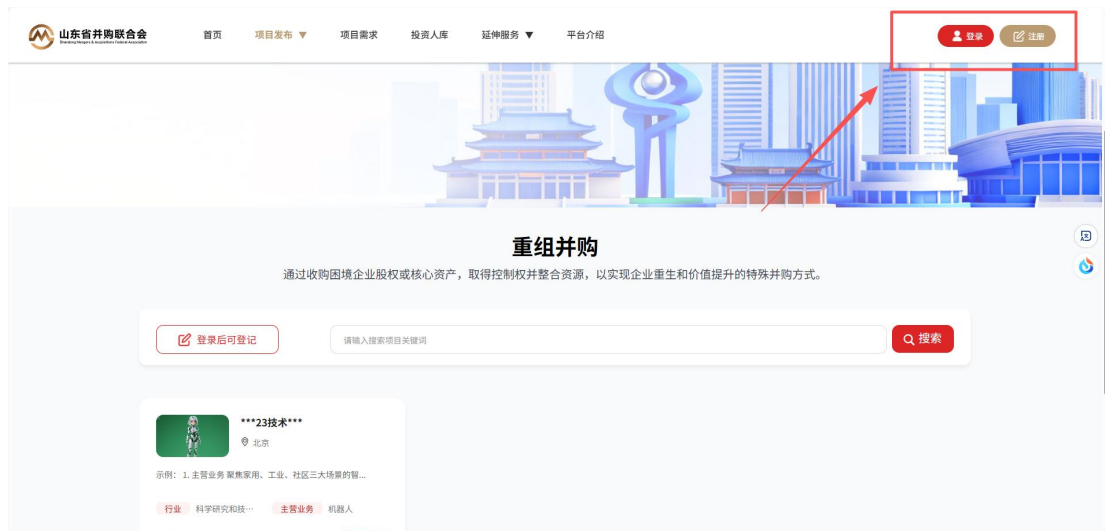 山东省并购联合会
Shandong Mergers & Acquisitions Federal Association
首页 项目发布 ▼ 项目需求 投资人库 延伸服务 ▼ 平台介绍
登录 注册
重组并购
通过收购困境企业股权或核心资产，取得控制权并整合资源，以实现企业重生和价值提升的特殊并购方式。
登录后可登记 请输入搜索项目关键词 搜索
***23技术***
北京
示例： 1. 主营业务 聚焦家用、工业、社区三大场景的智...
行业 科学研究和技… 主营业务 机器人